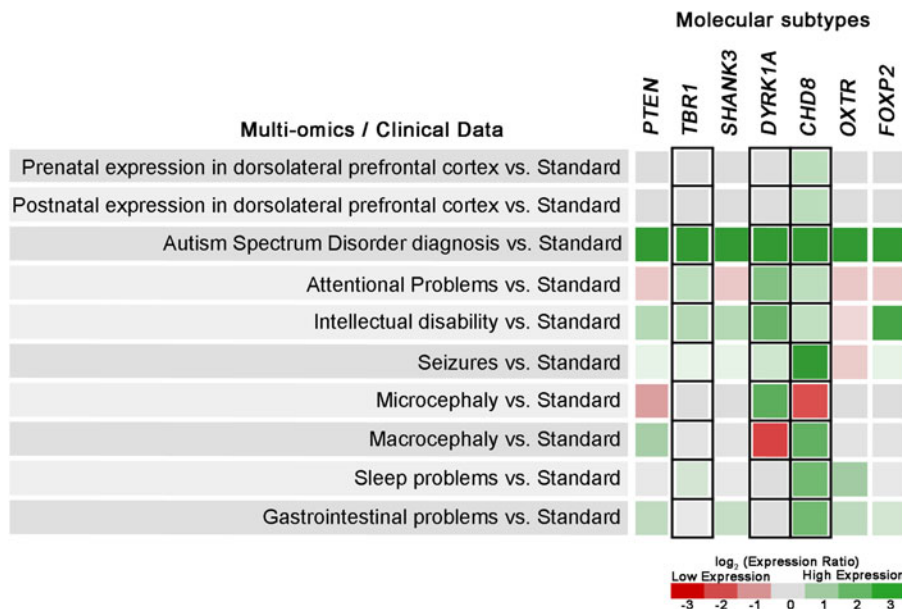 Molecular subtypes
Multi-omics / Clinical Data
PTEN
TBR1
SHANK3
DYRK1A
CHD8
OXTR
FOXP2
Prenatal expression in dorsolateral prefrontal cortex vs. Standard
Postnatal expression in dorsolateral prefrontal cortex vs. Standard
Autism Spectrum Disorder diagnosis vs. Standard
Attentional Problems vs. Standard
Intellectual disability vs. Standard
Seizures vs. Standard
Microcephaly vs. Standard
Macrocephaly vs. Standard
Sleep problems vs. Standard
Gastrointestinal problems vs. Standard
log2 (Expression Ratio)
Low Expression High Expression
-3 -2 -1 0 1 2 3